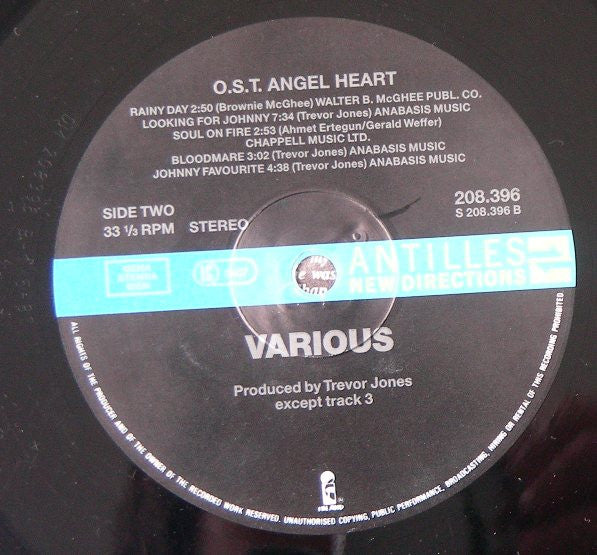 O.S.T. ANGEL HEART
RAINY DAY 2:50 (Brownie McGhee) WALTER B. McGHEE PUBL. CO.
LOOKING FOR JOHNNY 7:34 (Trevor Jones) ANABASIS MUSIC
SOUL ON FIRE 2:53 (Ahmet Ertegun/Gerald Weffer)
CHAPPELL MUSIC LTD.
BLOODMARE 3:02 (Trevor Jones) ANABASIS MUSIC
JOHNNY FAVOURITE 4:38 (Trevor Jones) ANABASIS MUSIC
SIDE TWO
33 1/3 RPM STEREO
208.396
S 208.396 B
ANTILLES
NEW DIRECTIONS
e was
VARIOUS
Produced by Trevor Jones
except track 3
ALL RIGHTS OF THE PRODUCER AND OF THE OWNER OF THE RECORDED WORK RESERVED. UNAUTHORISED COPYING, PUBLIC PERFORMANCE, BROADCASTING, HIRING OR RENTAL OF THIS RECORDING PROHIBITED
ISLAND